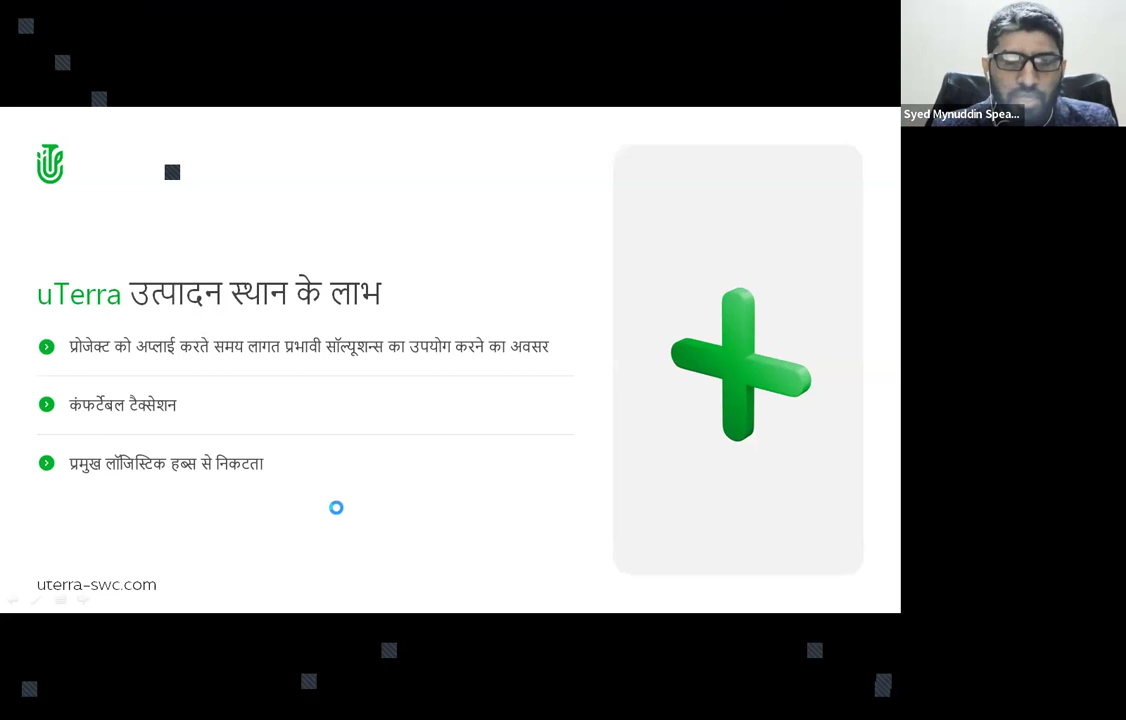 Syed Mynuddin Spea...
uTerra उत्पादन स्थान के लाभ
प्रोजेक्ट को अप्लाई करते समय लागत प्रभावी सॉल्यूशन्स का उपयोग करने का अवसर
कंफर्टेबल टैक्सेशन
प्रमुख लॉजिस्टिक हब्स से निकटता
uterra-swc.com